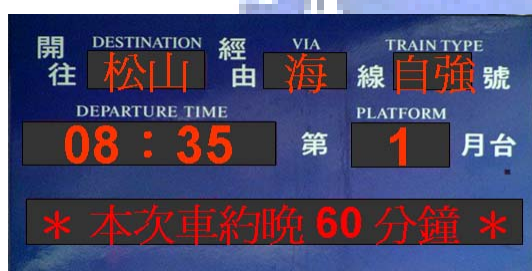 開往 DESTINATION 松山 經由 VIA 海線 TRAIN TYPE 自強號
DEPARTURE TIME 08：35 第 PLATFORM 1 月台
＊ 本次車約晚 60 分鐘 ＊